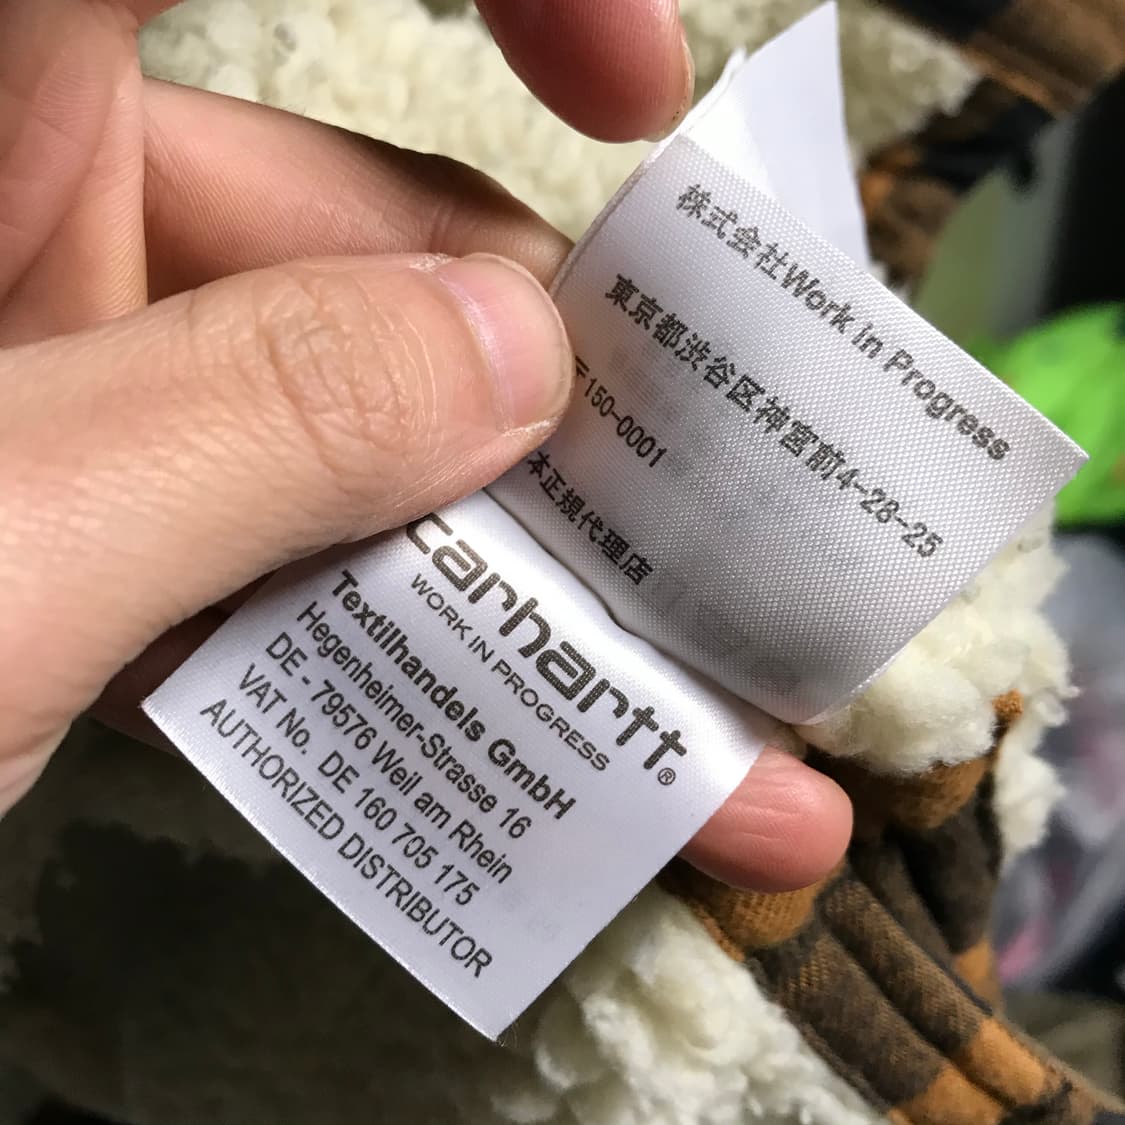 株式会社Work in Progress
東京都渋谷区神宮前4-28-25
〒150-0001
本正規代理店
carhartt®
WORK IN PROGRESS
Textilhandels GmbH
Hegenheimer-Strasse 16
DE - 79576 Weil am Rhein
VAT No. DE 160 705 175
AUTHORIZED DISTRIBUTOR